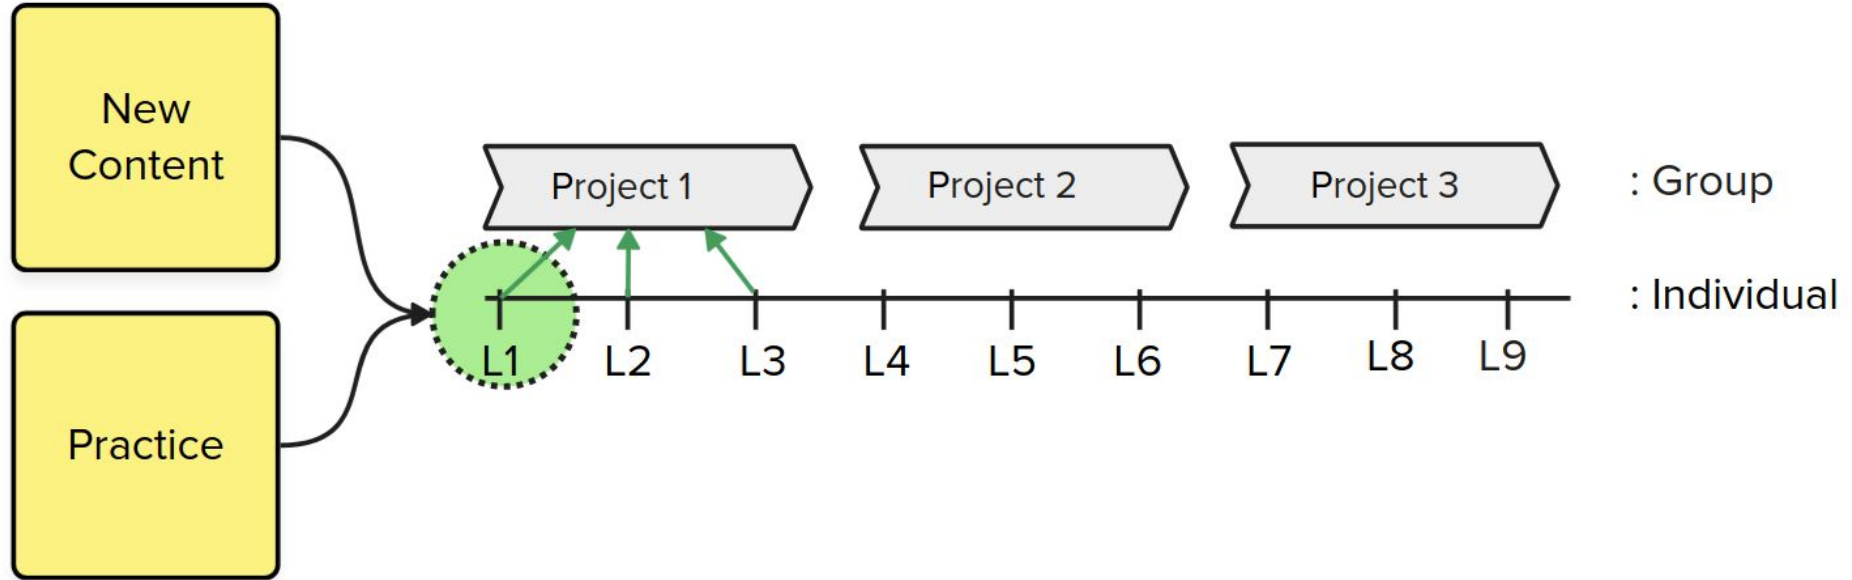 New
Content
Project 1
Project 2
Project 3
: Group
: Individual
L1
L2
L3
L4
L5
L6
L7
L8
L9
Practice